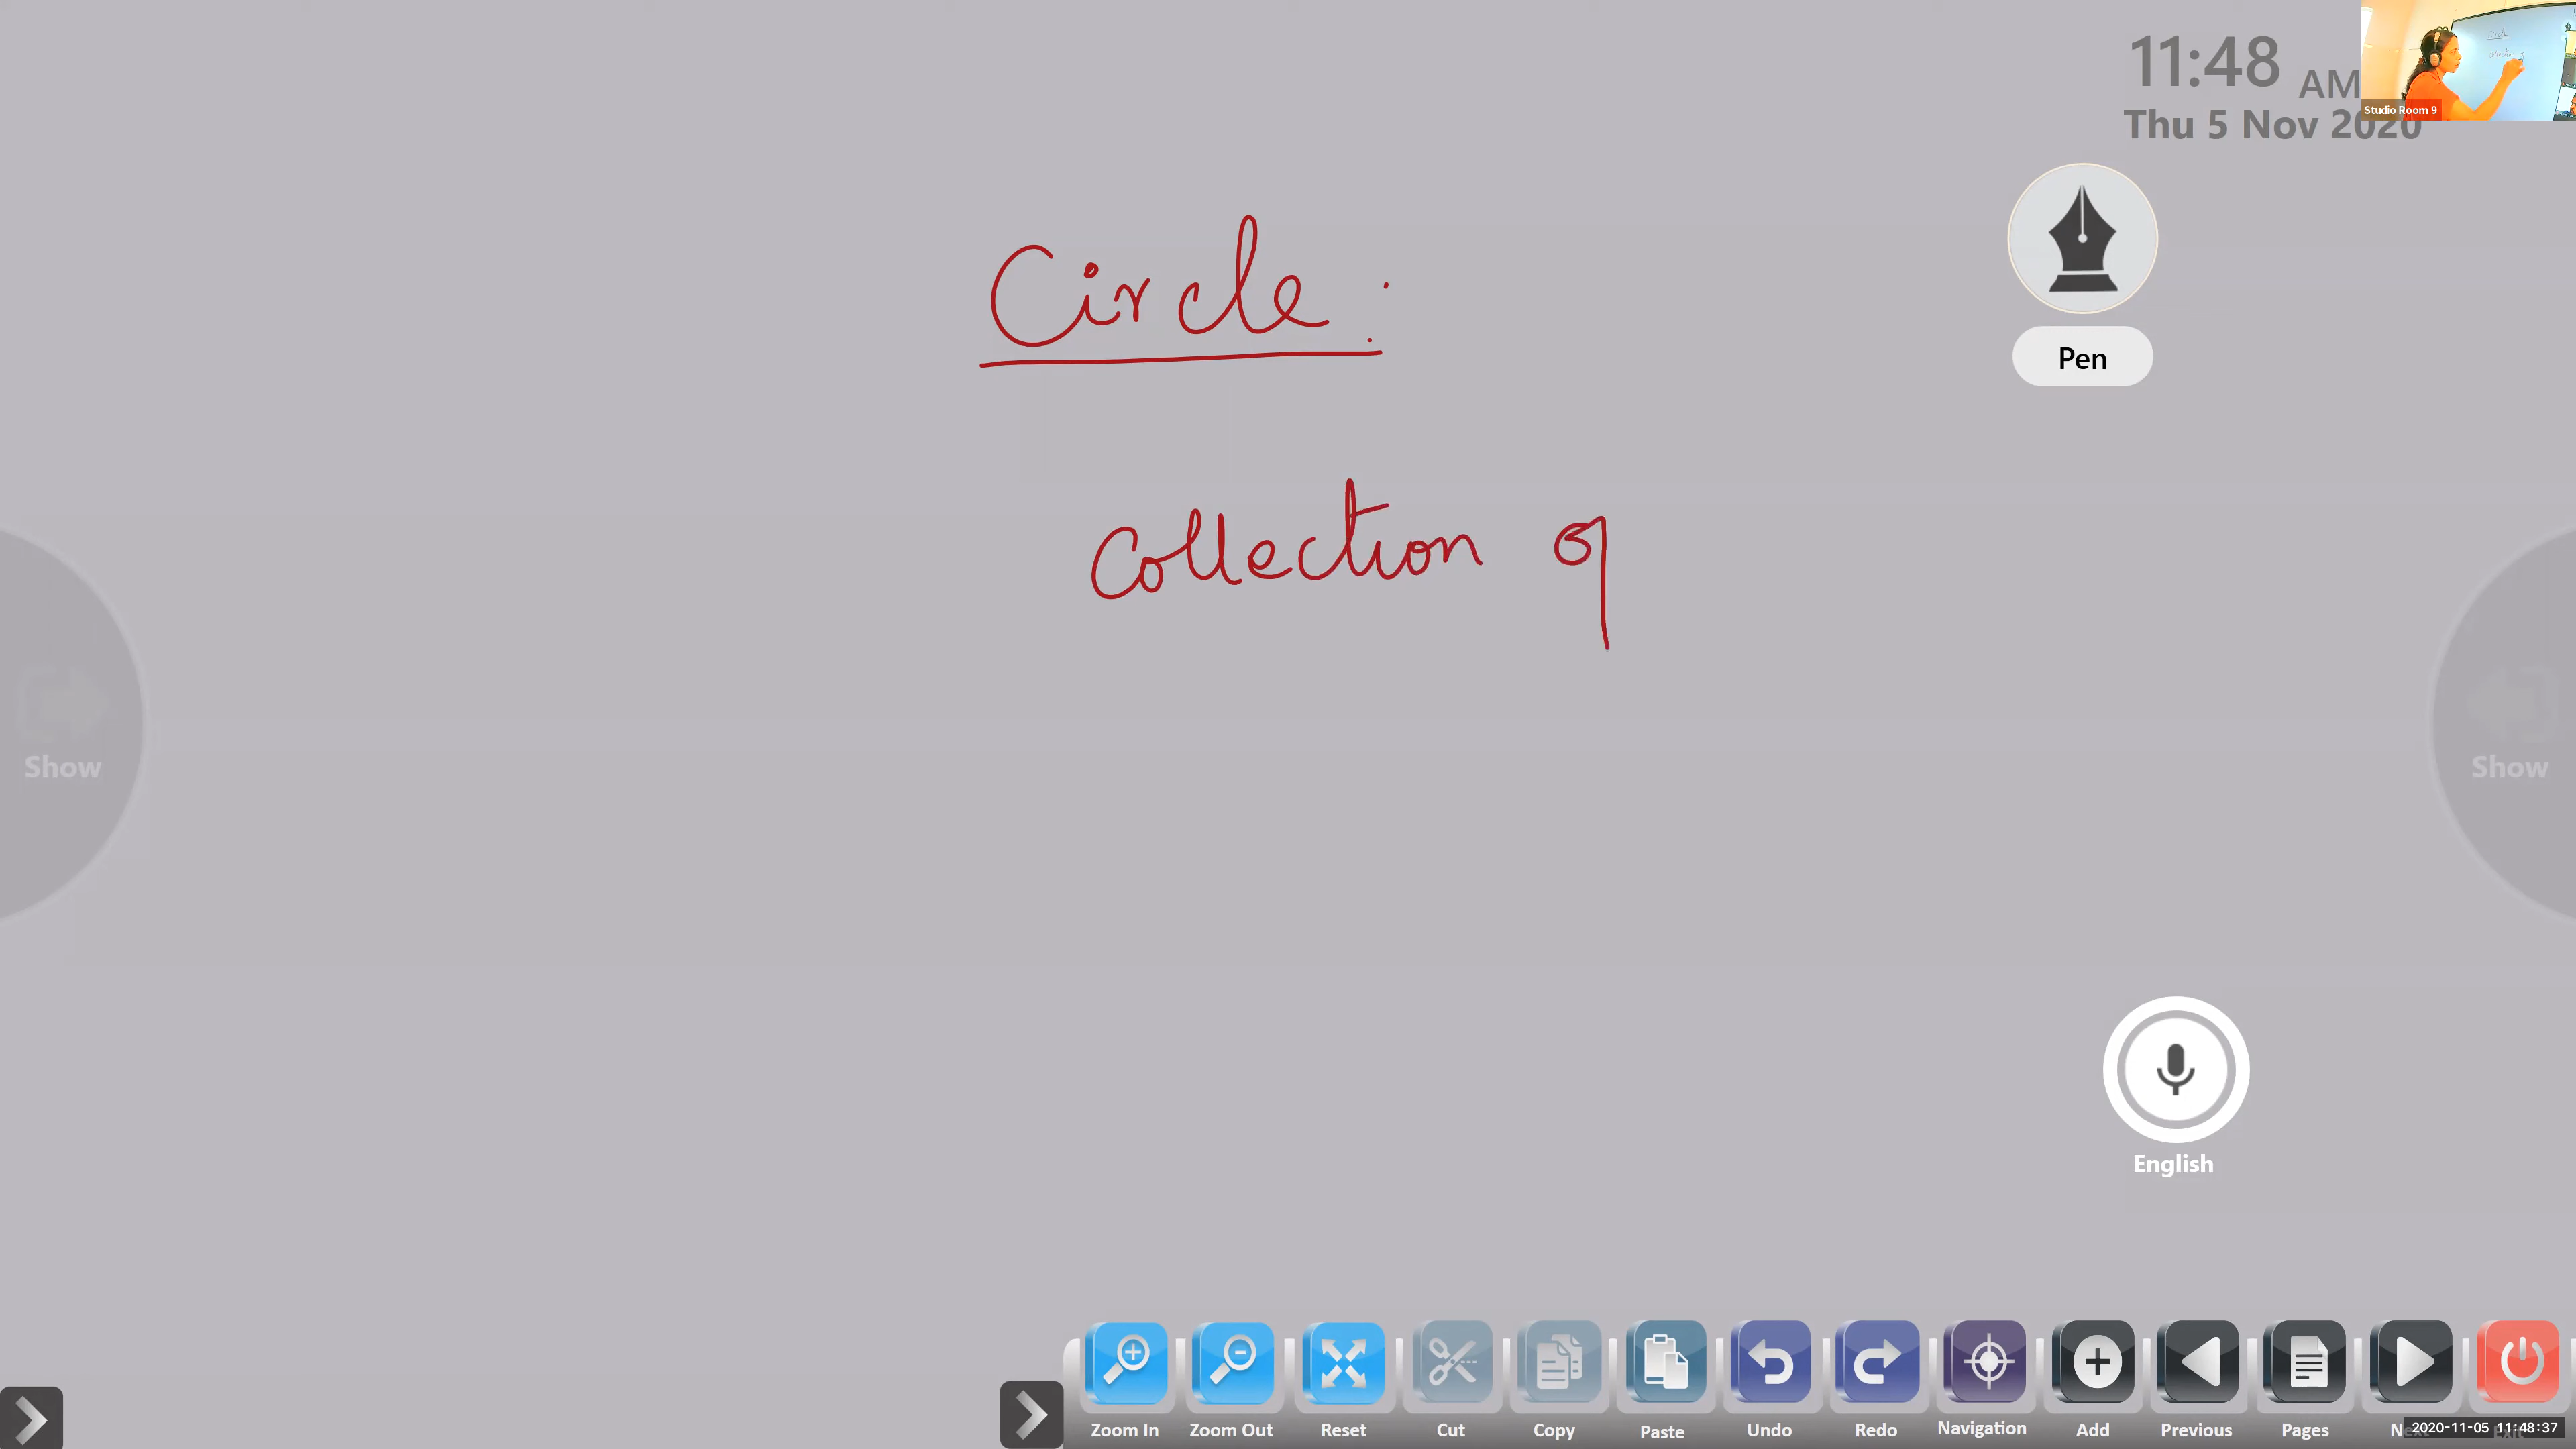 11:48 AM
Thu 5 Nov 2020
Studio Room 9
Circle :
Pen
Collection of
Show
Show
English
Zoom In
Zoom Out
Reset
Cut
Copy
Paste
Undo
Redo
Navigation
Add
Previous
Pages
2020-11-05 11:48:37